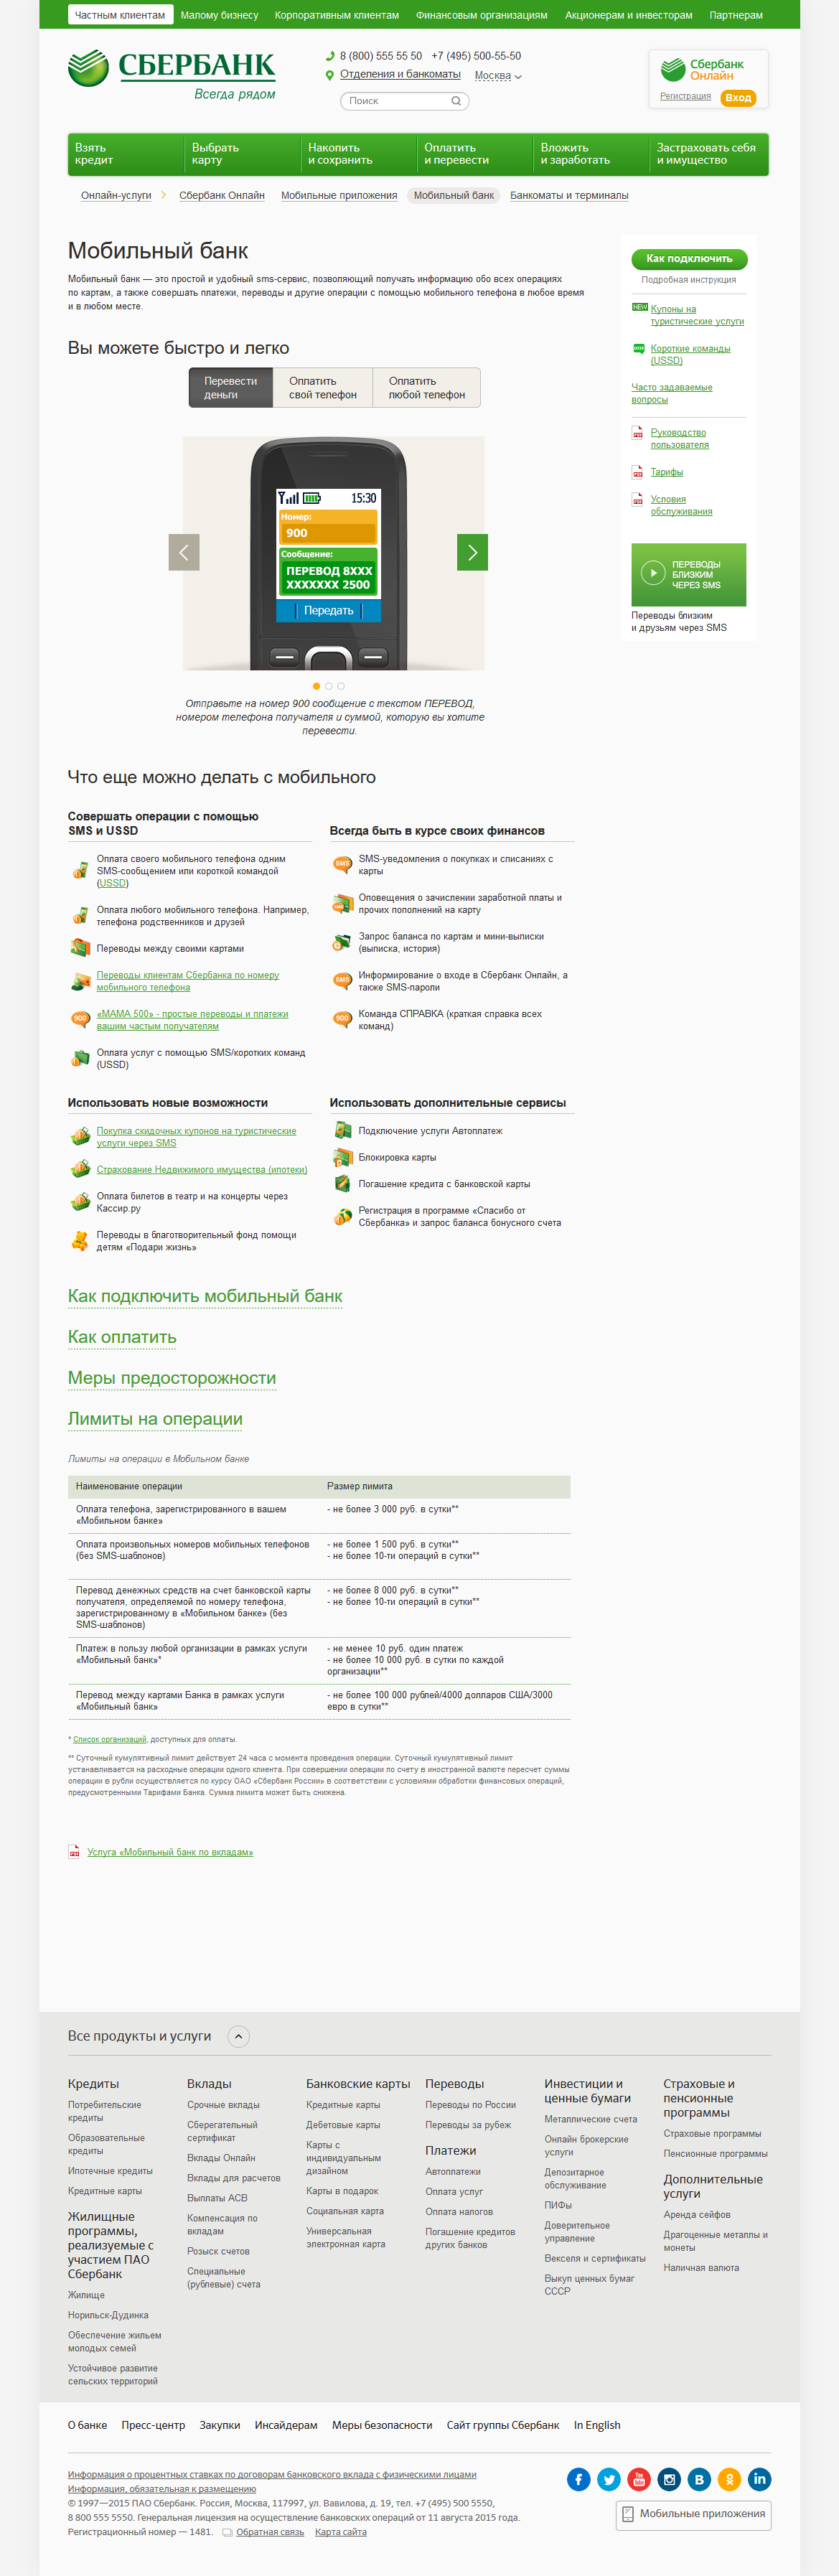 Частным клиентам
Малому бизнесу
Корпоративным клиентам
Финансовым организациям
Акционерам и инвесторам
Партнерам
СБЕРБАНК
Всегда рядом
8 (800) 555 55 50 +7 (495) 500-55-50
Отделения и банкоматы
Москва
Поиск
Сбербанк
Онлайн
Регистрация
Вход
Взять
кредит
Выбрать
карту
Накопить
и сохранить
Оплатить
и перевести
Вложить
и заработать
Застраховать себя
и имущество
Онлайн-услуги
Сбербанк Онлайн
Мобильные приложения
Мобильный банк
Банкоматы и терминалы
Мобильный банк
Мобильный банк — это простой и удобный sms-сервис, позволяющий получать информацию обо всех операциях
по картам, а также совершать платежи, переводы и другие операции с помощью мобильного телефона в любое время
и в любом месте.
Вы можете быстро и легко
Перевести
деньги
Оплатить
свой телефон
Оплатить
любой телефон
15:30
Номер:
900
Сообщение:
ПЕРЕВОД 8XXX
XXXXXXX 2500
Передать
Отправьте на номер 900 сообщение с текстом ПЕРЕВОД,
номером телефона получателя и суммой, которую вы хотите
перевести.
Как подключить
Подробная инструкция
NEW
Купоны на
туристические услуги
USSD
Короткие команды
(USSD)
Часто задаваемые
вопросы
PDF
Руководство
пользователя
PDF
Тарифы
PDF
Условия
обслуживания
ПЕРЕВОДЫ
БЛИЗКИМ
ЧЕРЕЗ SMS
Переводы близким
и друзьям через SMS
Что еще можно делать с мобильного
Совершать операции с помощью
SMS и USSD
Оплата своего мобильного телефона одним
SMS-сообщением или короткой командой
(USSD)
Оплата любого мобильного телефона. Например,
телефона родственников и друзей
Переводы между своими картами
Переводы клиентам Сбербанка по номеру
мобильного телефона
900
«МАМА 500» - простые переводы и платежи
вашим частым получателям
Оплата услуг с помощью SMS/коротких команд
(USSD)
Всегда быть в курсе своих финансов
SMS
SMS-уведомления о покупках и списаниях с
карты
Оповещения о зачислении заработной платы и
прочих пополнений на карту
Запрос баланса по картам и мини-выписки
(выписка, история)
SMS
Информирование о входе в Сбербанк Онлайн, а
также SMS-пароли
900
Команда СПРАВКА (краткая справка всех
команд)
Использовать новые возможности
Покупка скидочных купонов на туристические
услуги через SMS
Страхование Недвижимого имущества (ипотеки)
Оплата билетов в театр и на концерты через
Кассир.ру
Переводы в благотворительный фонд помощи
детям «Подари жизнь»
Использовать дополнительные сервисы
Подключение услуги Автоплатеж
Блокировка карты
Погашение кредита с банковской карты
Регистрация в программе «Спасибо от
Сбербанка» и запрос баланса бонусного счета
Как подключить мобильный банк
Как оплатить
Меры предосторожности
Лимиты на операции
Лимиты на операции в Мобильном банке
Наименование операции
Размер лимита
Оплата телефона, зарегистрированного в вашем
«Мобильном банке»
- не более 3 000 руб. в сутки**
Оплата произвольных номеров мобильных телефонов
(без SMS-шаблонов)
- не более 1 500 руб. в сутки**
- не более 10-ти операций в сутки**
Перевод денежных средств на счет банковской карты
получателя, определяемой по номеру телефона,
зарегистрированному в «Мобильном банке» (без
SMS-шаблонов)
- не более 8 000 руб. в сутки**
- не более 10-ти операций в сутки**
Платеж в пользу любой организации в рамках услуги
«Мобильный банк»*
- не менее 10 руб. один платеж
- не более 10 000 руб. в сутки по каждой
организации**
Перевод между картами Банка в рамках услуги
«Мобильный банк»
- не более 100 000 рублей/4000 долларов США/3000
евро в сутки**
* Список организаций, доступных для оплаты.
** Суточный кумулятивный лимит действует 24 часа с момента проведения операции. Суточный кумулятивный лимит
устанавливается на расходные операции одного клиента. При совершении операции по счету в иностранной валюте пересчет суммы
операции в рубли осуществляется по курсу ОАО «Сбербанк России» в соответствии с условиями обработки финансовых операций,
предусмотренными Тарифами Банка. Сумма лимита может быть снижена.
PDF
Услуга «Мобильный банк по вкладам»
Все продукты и услуги
Кредиты
Потребительские
кредиты
Образовательные
кредиты
Ипотечные кредиты
Кредитные карты
Жилищные
программы,
реализуемые с
участием ПАО
Сбербанк
Жилище
Норильск-Дудинка
Обеспечение жильем
молодых семей
Устойчивое развитие
сельских территорий
Вклады
Срочные вклады
Сберегательный
сертификат
Вклады Онлайн
Вклады для расчетов
Выплаты АСВ
Компенсация по
вкладам
Розыск счетов
Специальные
(рублевые) счета
Банковские карты
Кредитные карты
Дебетовые карты
Карты с
индивидуальным
дизайном
Карты в подарок
Социальная карта
Универсальная
электронная карта
Переводы
Переводы по России
Переводы за рубеж
Платежи
Автоплатежи
Оплата услуг
Оплата налогов
Погашение кредитов
других банков
Инвестиции и
ценные бумаги
Металлические счета
Онлайн брокерские
услуги
Депозитарное
обслуживание
ПИФы
Доверительное
управление
Векселя и сертификаты
Выкуп ценных бумаг
СССР
Страховые и
пенсионные
программы
Страховые программы
Пенсионные программы
Дополнительные
услуги
Аренда сейфов
Драгоценные металлы и
монеты
Наличная валюта
О банке
Пресс-центр
Закупки
Инсайдерам
Меры безопасности
Сайт группы Сбербанк
In English
Информация о процентных ставках по договорам банковского вклада с физическими лицами
Информация, обязательная к размещению
© 1997—2015 ПАО Сбербанк. Россия, Москва, 117997, ул. Вавилова, д. 19, тел. +7 (495) 500 5550,
8 800 555 5550. Генеральная лицензия на осуществление банковских операций от 11 августа 2015 года.
Регистрационный номер — 1481.
Обратная связь
Карта сайта
You Tube
Мобильные приложения